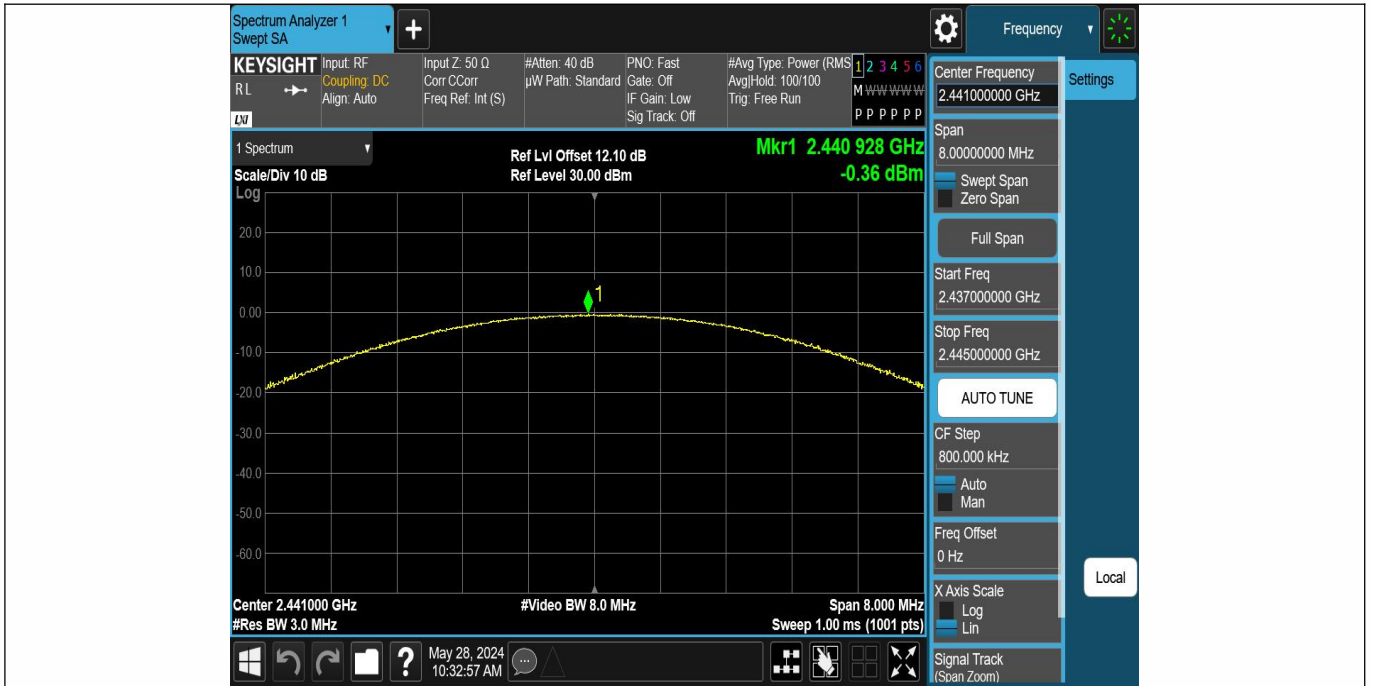 Spectrum Analyzer 1
Swept SA
+
Frequency
KEYSIGHT
R L
LXI
Input: RF
Coupling: DC
Align: Auto
Input Z: 50 Ω
Corr CCorr
Freq Ref: Int (S)
#Atten: 40 dB
µW Path: Standard
PNO: Fast
Gate: Off
IF Gain: Low
Sig Track: Off
#Avg Type: Power (RMS
Avg|Hold: 100/100
Trig: Free Run
1 2 3 4 5 6
M W W W W W
P P P P P P
1 Spectrum
Scale/Div 10 dB
Log
Ref Lvl Offset 12.10 dB
Ref Level 30.00 dBm
Mkr1 2.440 928 GHz
-0.36 dBm
20.0
10.0
0.00
-10.0
-20.0
-30.0
-40.0
-50.0
-60.0
1
Center 2.441000 GHz
#Res BW 3.0 MHz
#Video BW 8.0 MHz
Span 8.000 MHz
Sweep 1.00 ms (1001 pts)
?
May 28, 2024
10:32:57 AM
Center Frequency
2.441000000 GHz
Settings
Span
8.00000000 MHz
Swept Span
Zero Span
Full Span
Start Freq
2.437000000 GHz
Stop Freq
2.445000000 GHz
AUTO TUNE
CF Step
800.000 kHz
Auto
Man
Freq Offset
0 Hz
X Axis Scale
Log
Lin
Local
Signal Track
(Span Zoom)